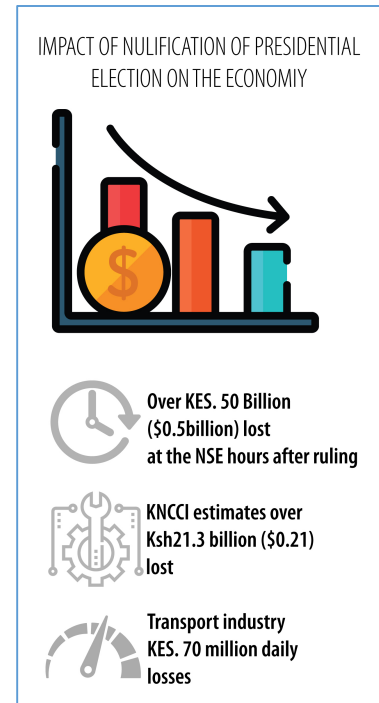 IMPACT OF NULIFICATION OF PRESIDENTIAL
ELECTION ON THE ECONOMIY
$
Over KES. 50 Billion
($0.5billion) lost
at the NSE hours after ruling
KNCCI estimates over
Ksh21.3 billion ($0.21)
lost
Transport industry
KES. 70 million daily
losses